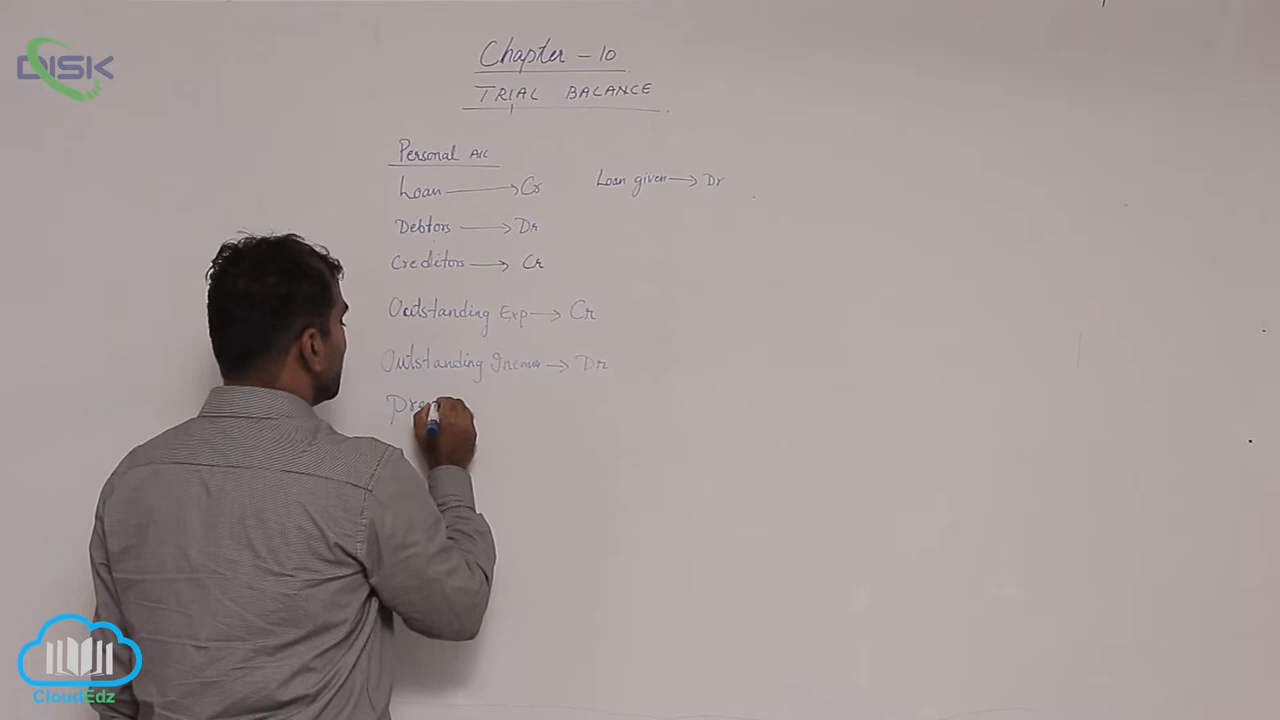 DISK
Chapter - 10
TRIAL BALANCE
Personal A/c
Loan → Cr
Loan given → Dr
Debtors → Dr
Creditors → Cr
Outstanding Exp → Cr
Outstanding Income → Dr
CloudEdz